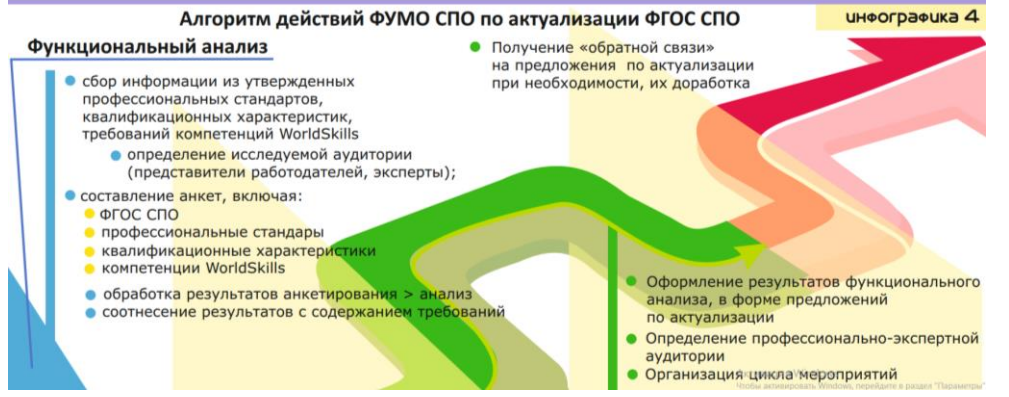 Алгоритм действий ФУМО СПО по актуализации ФГОС СПО
инфографика 4
Функциональный анализ
сбор информации из утвержденных
профессиональных стандартов,
квалификационных характеристик,
требований компетенций WorldSkills
определение исследуемой аудитории
(представители работодателей, эксперты);
составление анкет, включая:
ФГОС СПО
профессиональные стандары
квалификационные характеристики
компетенции WorldSkills
обработка результатов анкетирования > анализ
соотнесение результатов с содержанием требований
Получение «обратной связи»
на предложения по актуализации
при необходимости, их доработка
Оформление результатов функционального
анализа, в форме предложений
по актуализации
Определение профессионально-экспертной
аудитории
Организация цикла мероприятий
Чтобы активировать Windows, перейдите в раздел "Параметры"